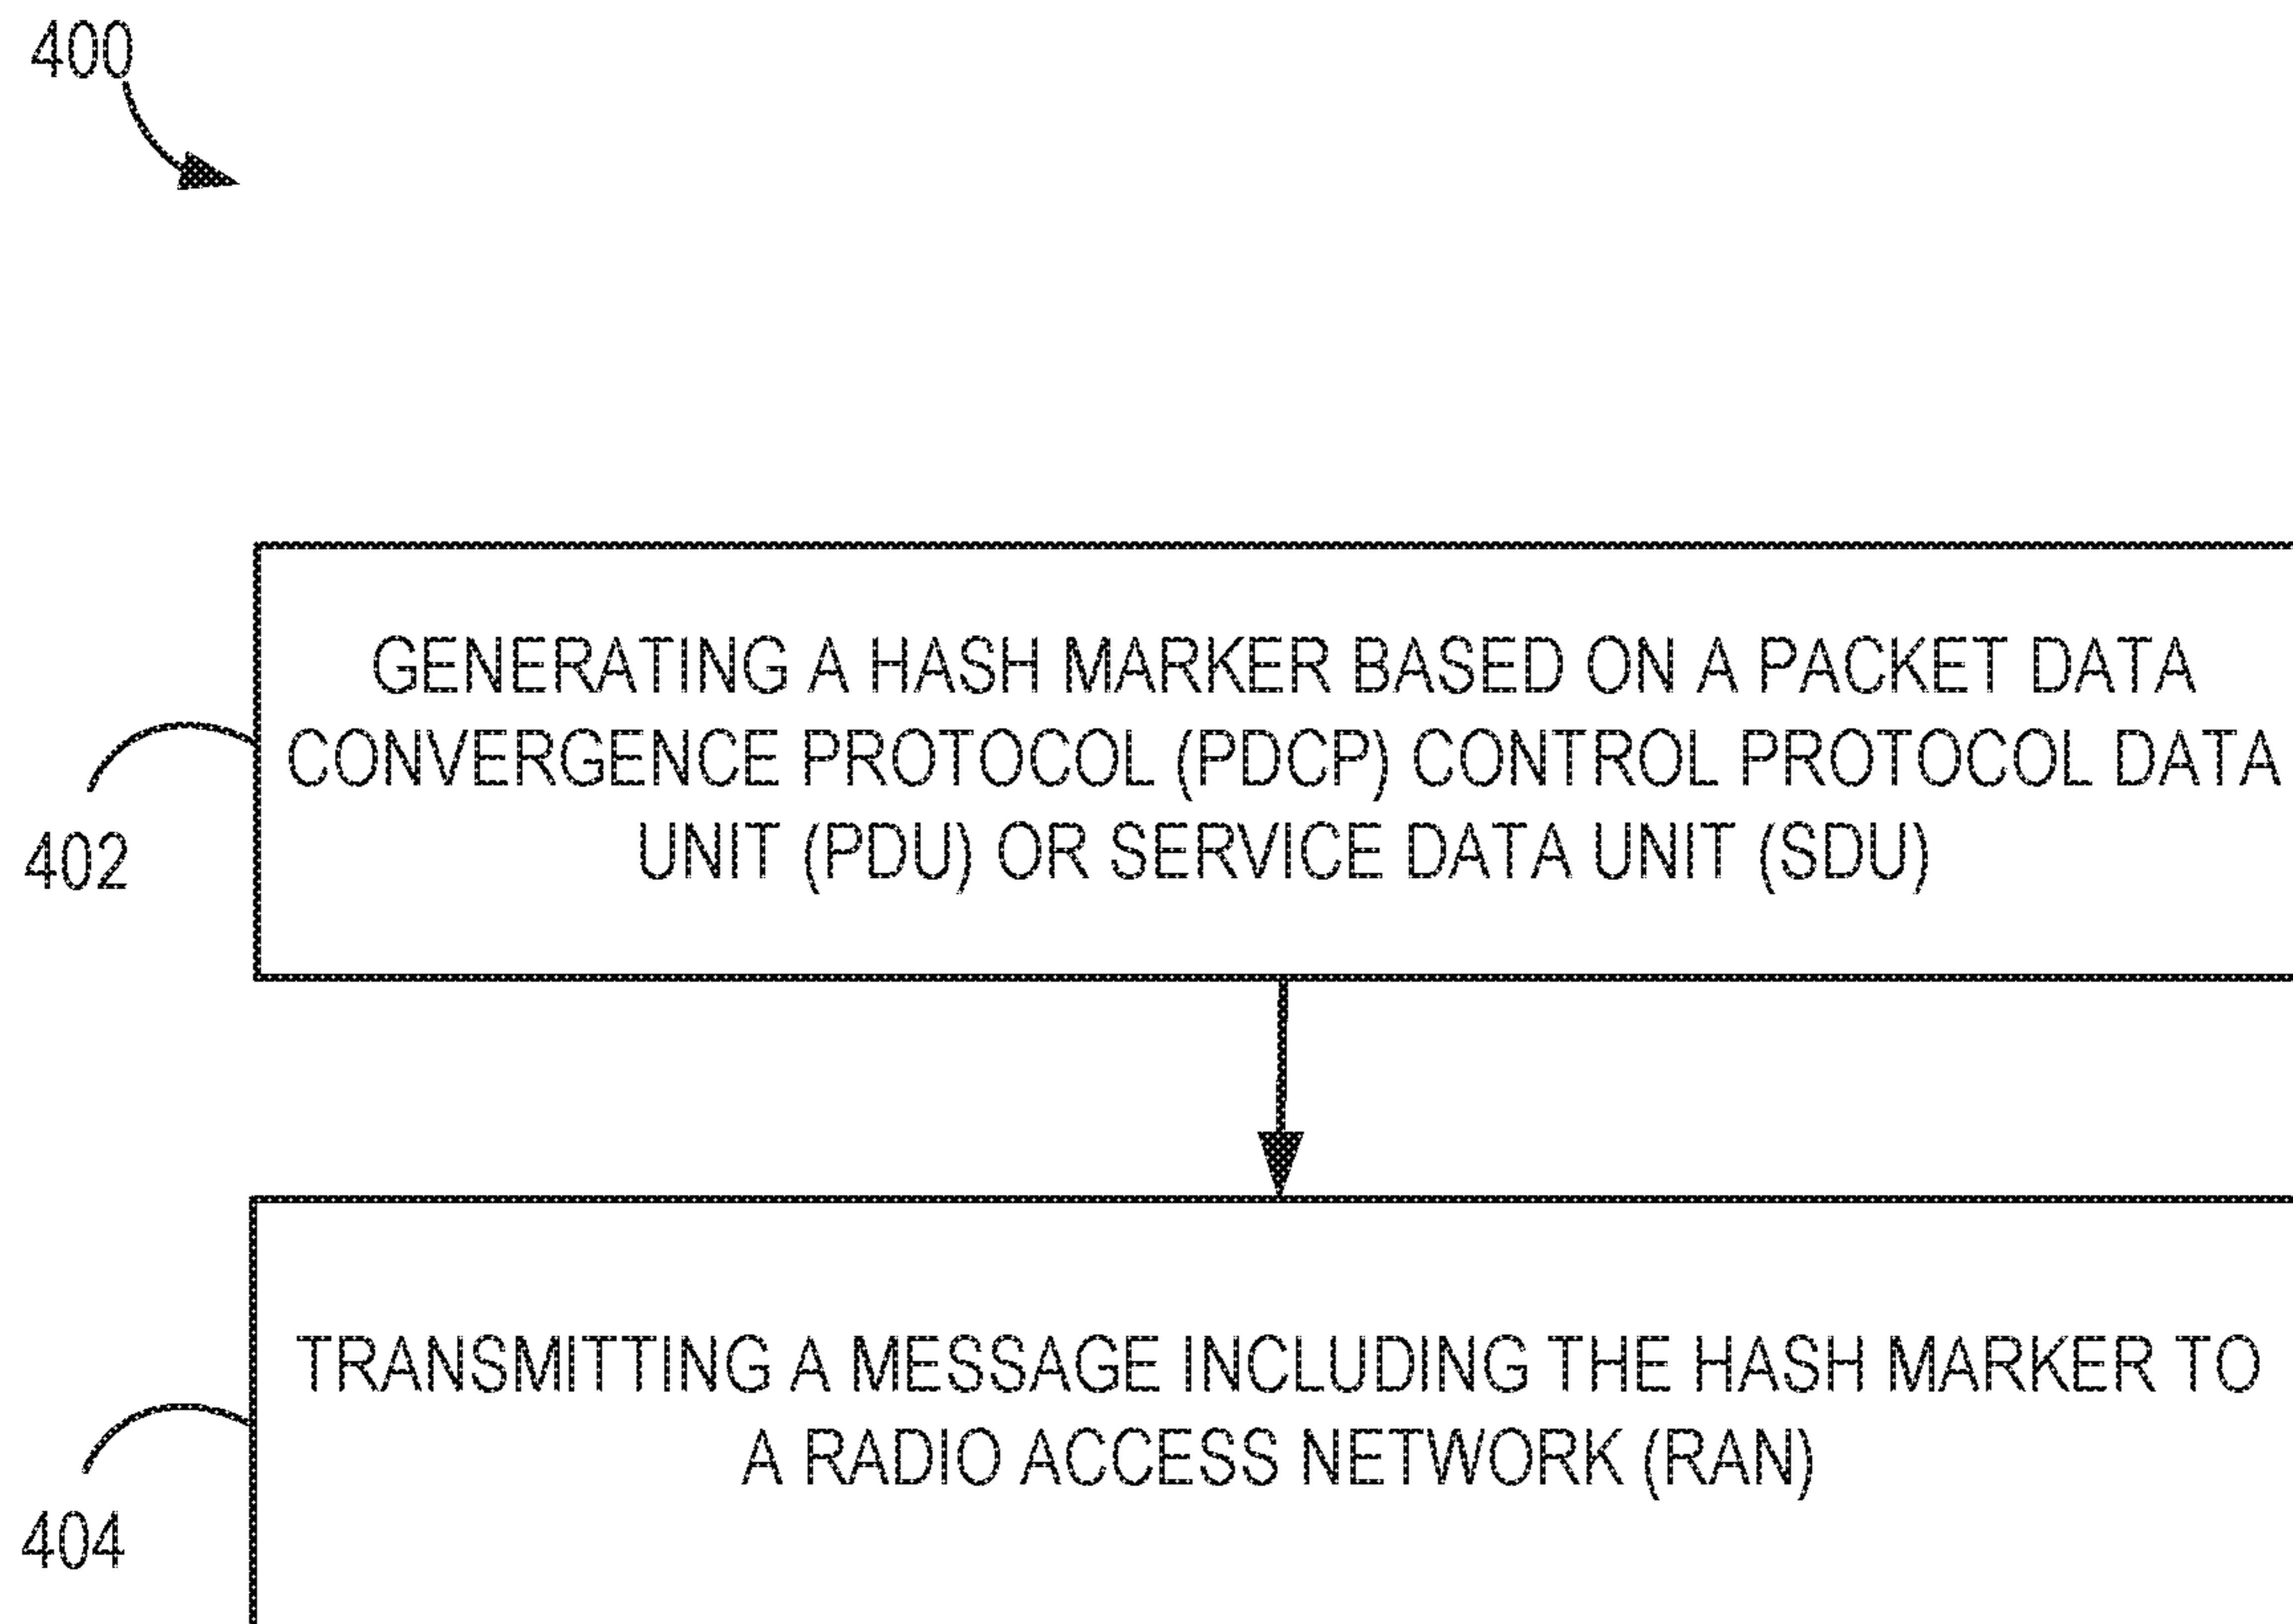 400
GENERATING A HASH MARKER BASED ON A PACKET DATA
CONVERGENCE PROTOCOL (PDCP) CONTROL PROTOCOL DATA
UNIT (PDU) OR SERVICE DATA UNIT (SDU)
402
TRANSMITTING A MESSAGE INCLUDING THE HASH MARKER TO
A RADIO ACCESS NETWORK (RAN)
404